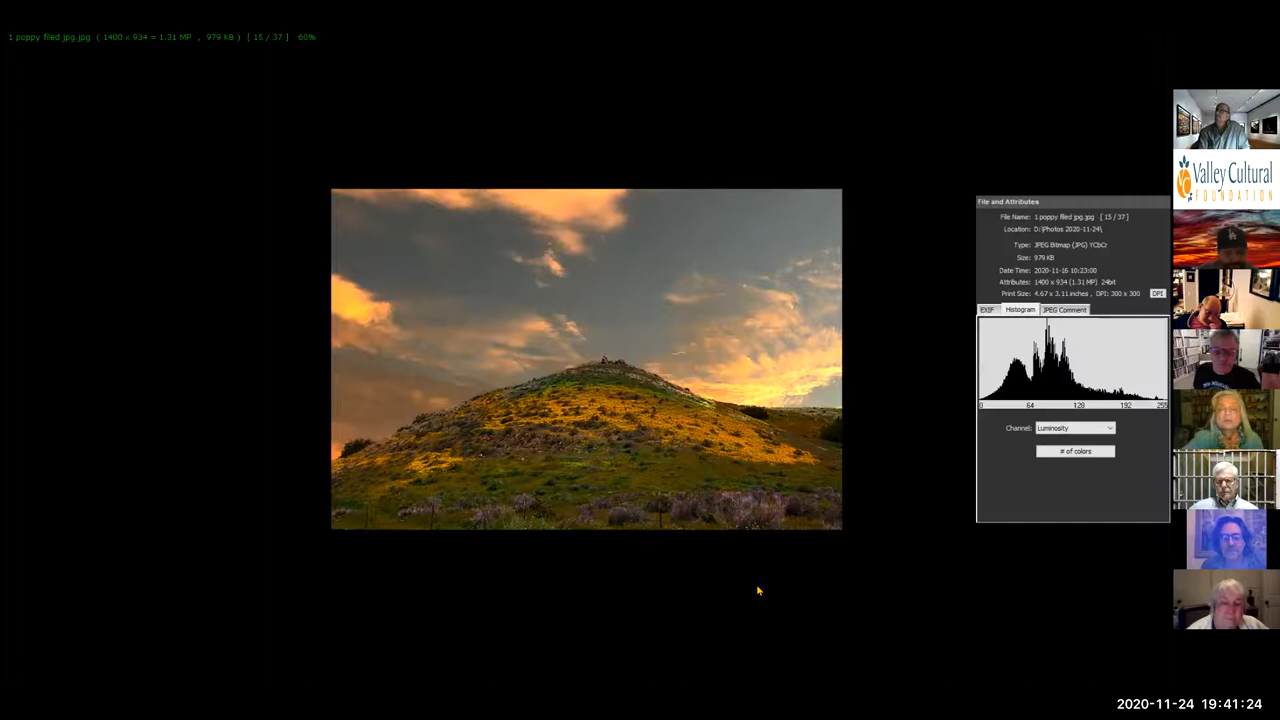 1 poppy filed jpg.jpg ( 1400 x 934 = 1.31 MP , 979 KB ) [ 15 / 37 ] 60%
Valley Cultural
FOUNDATION
File and Attributes
File Name: 1 poppy filed jpg.jpg [ 15 / 37 ]
Location: D:\Photos 2020-11-24\
Type: JPEG Bitmap (JPG) YCbCr
Size: 979 KB
Date Time: 2020-11-16 10:23:00
Attributes: 1400 x 934 (1.31 MP) 24bit
Print Size: 4.67 x 3.11 inches , DPI: 300 x 300 DPI
EXIF Histogram JPEG Comment
0 64 128 192 255
Channel: Luminosity
# of colors
2020-11-24 19:41:24